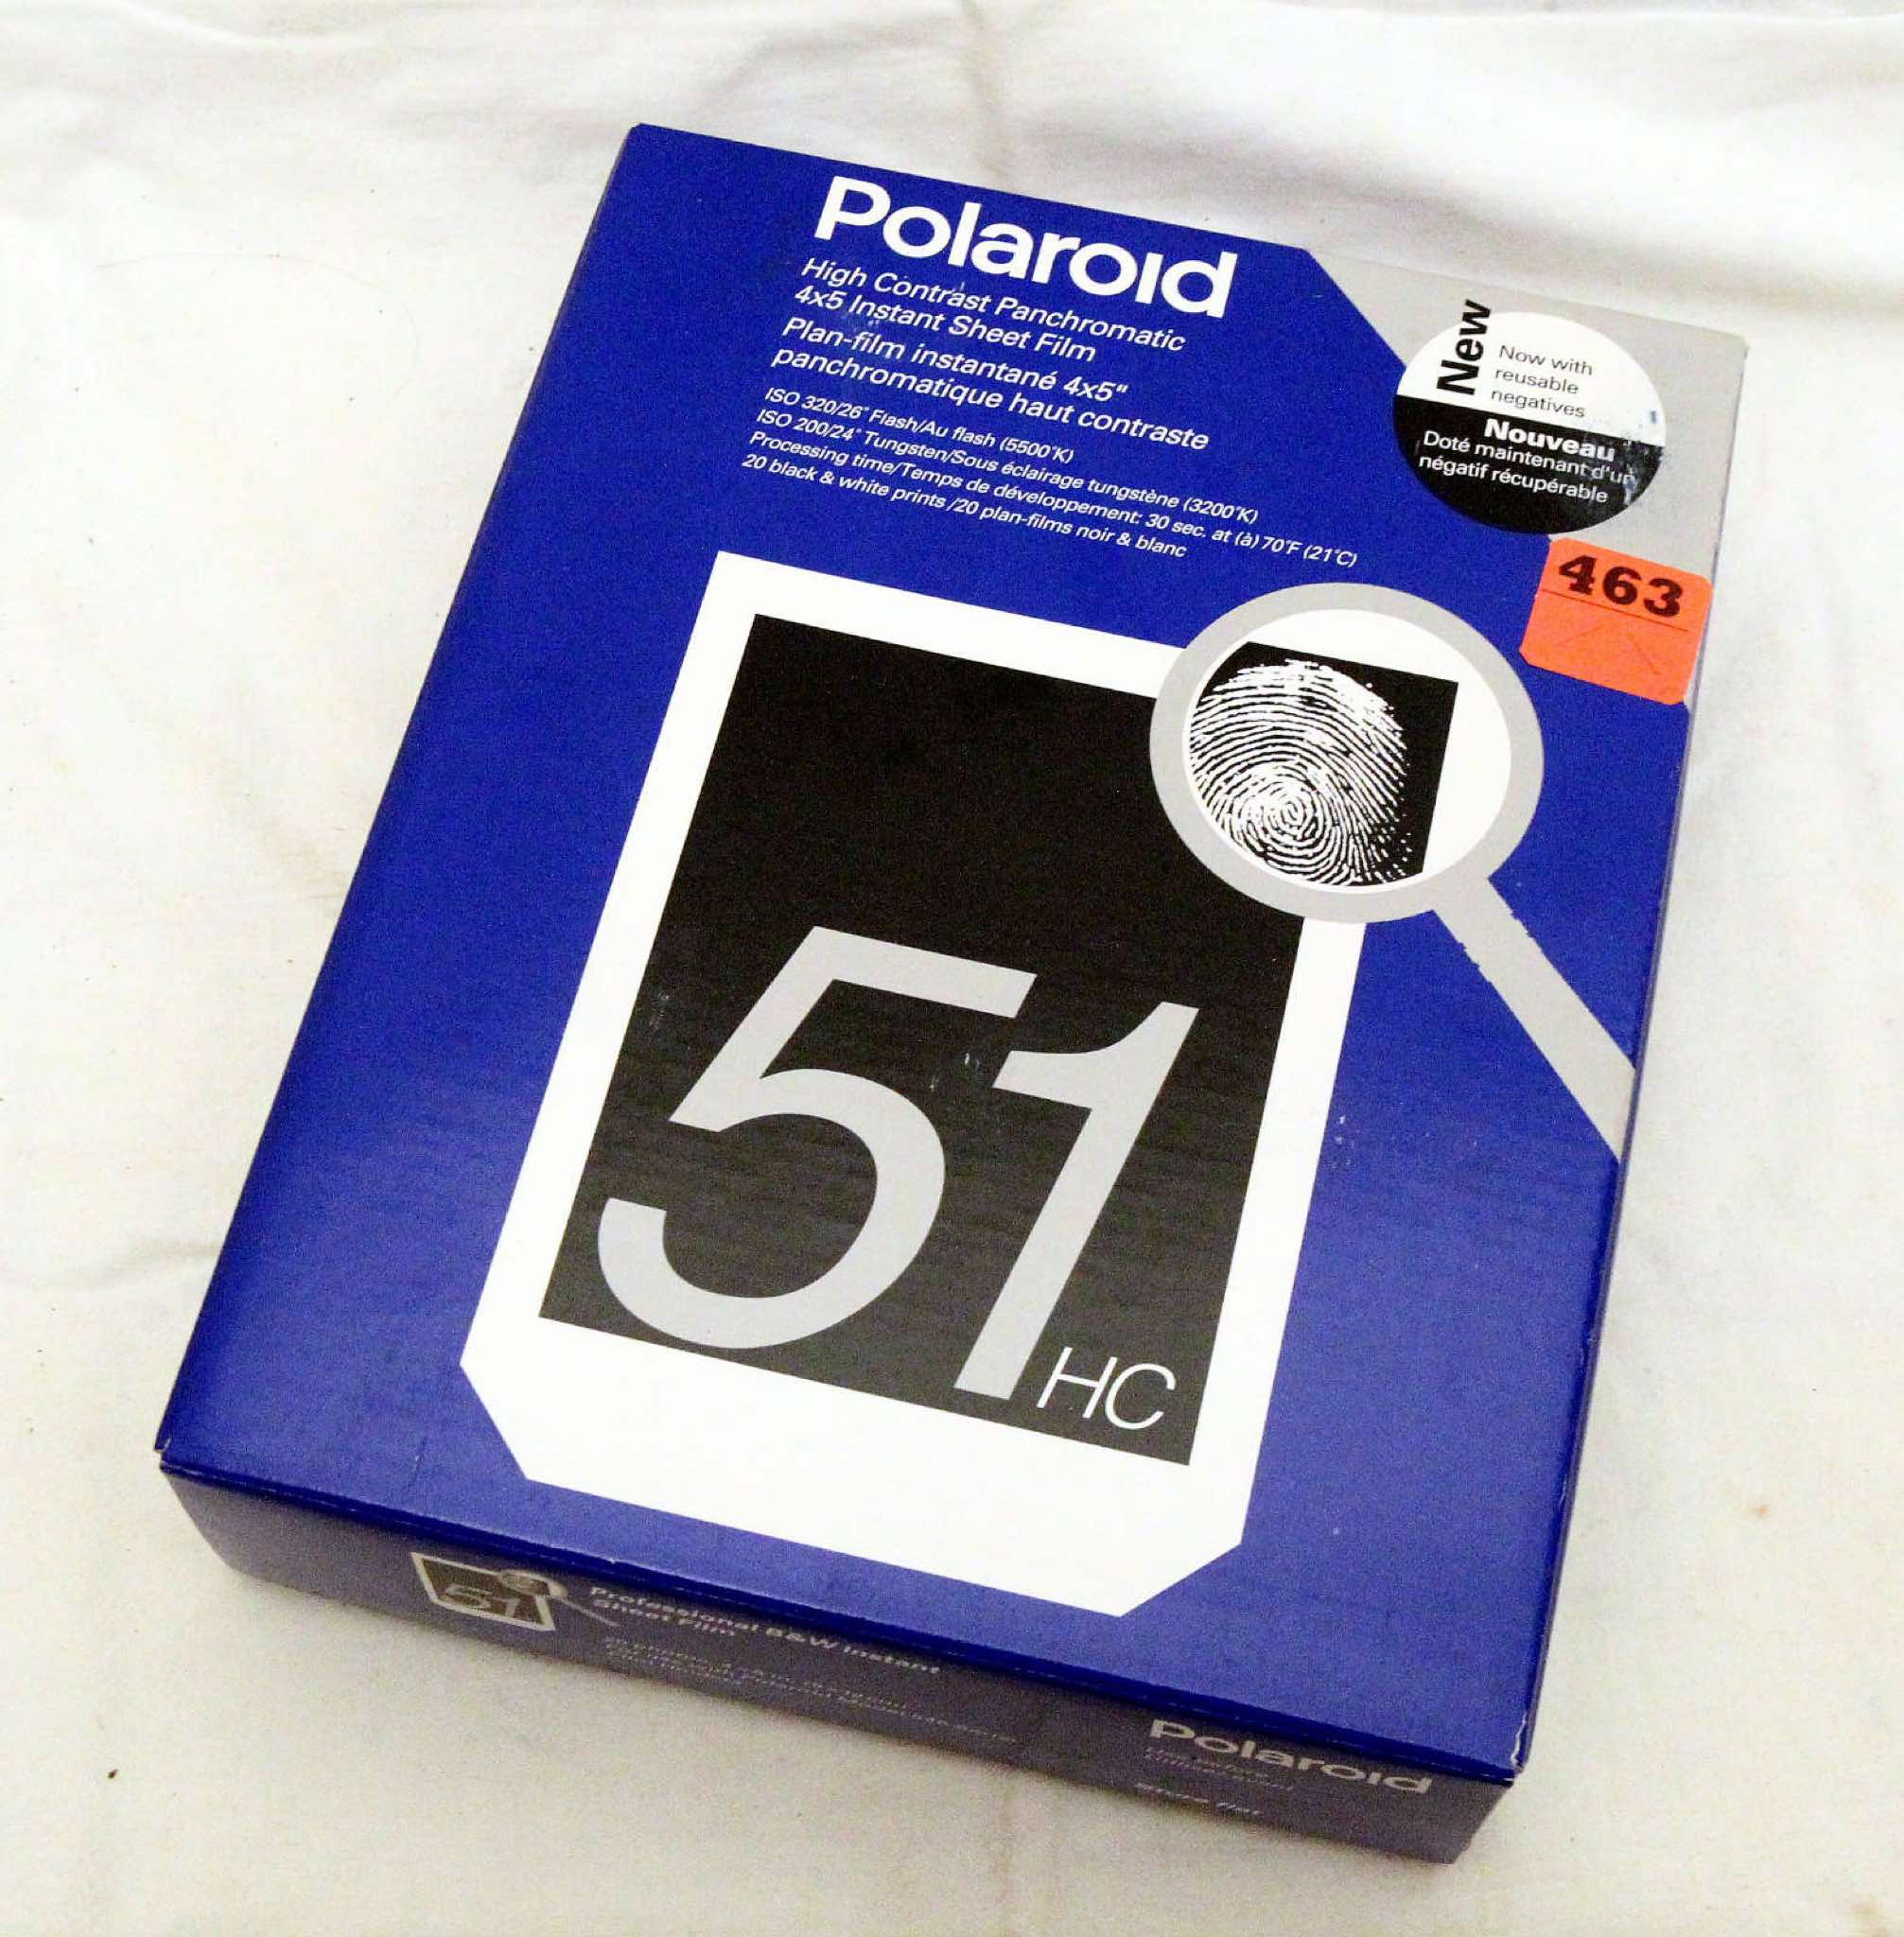 Polaroid
High Contrast Panchromatic
4x5 Instant Sheet Film
Plan-film instantané 4x5"
panchromatique haut contraste
ISO 320/26° Flash/Au flash (5500°K)
ISO 200/24° Tungsten/Sous éclairage tungstène (3200°K)
Processing time/Temps de développement: 30 sec. at (à) 70°F (21°C)
20 black & white prints /20 plan-films noir & blanc
New
Now with
reusable
negatives
Nouveau
Doté maintenant d'un
négatif récupérable
463
51
HC
51
Professional B&W Instant
Sheet Film
Polaroid